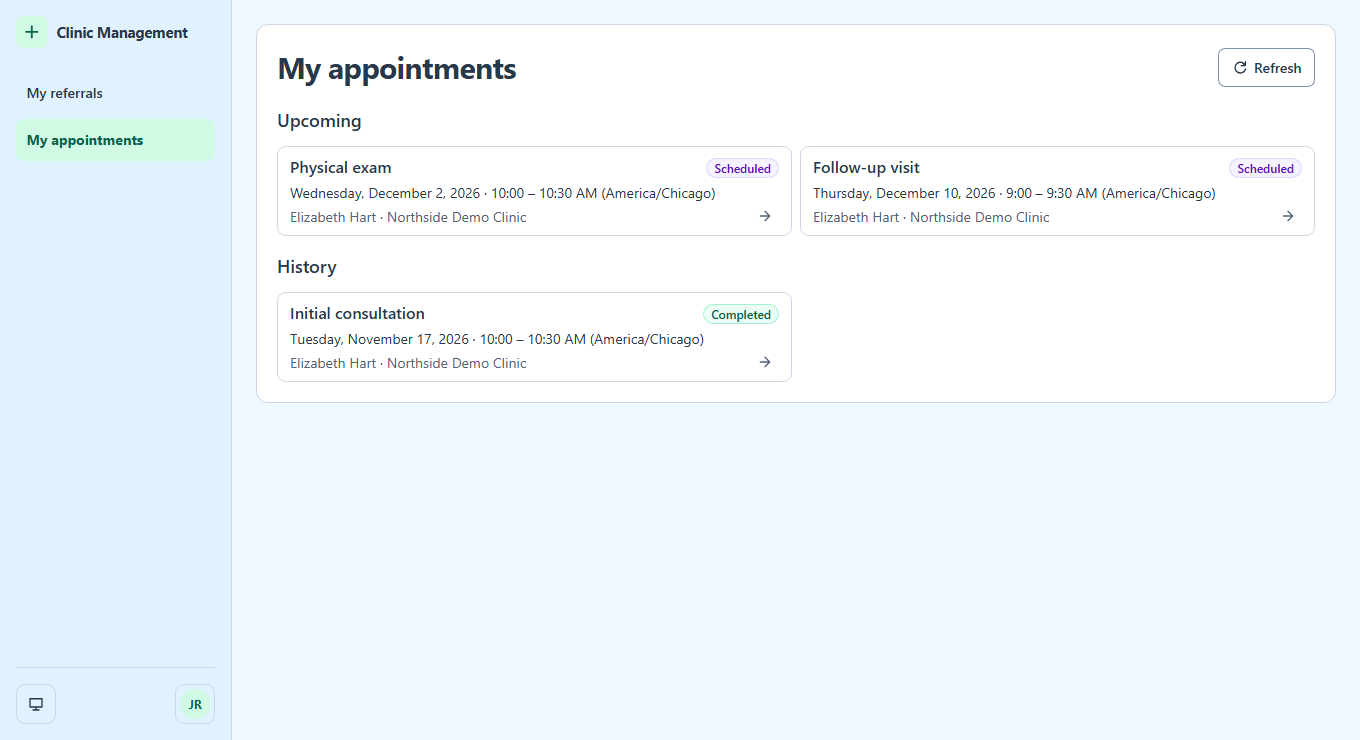 Clinic Management
My referrals
My appointments
JR
My appointments
Refresh
Upcoming
Physical exam
Scheduled
Wednesday, December 2, 2026 · 10:00 – 10:30 AM (America/Chicago)
Elizabeth Hart · Northside Demo Clinic
Follow-up visit
Scheduled
Thursday, December 10, 2026 · 9:00 – 9:30 AM (America/Chicago)
Elizabeth Hart · Northside Demo Clinic
History
Initial consultation
Completed
Tuesday, November 17, 2026 · 10:00 – 10:30 AM (America/Chicago)
Elizabeth Hart · Northside Demo Clinic